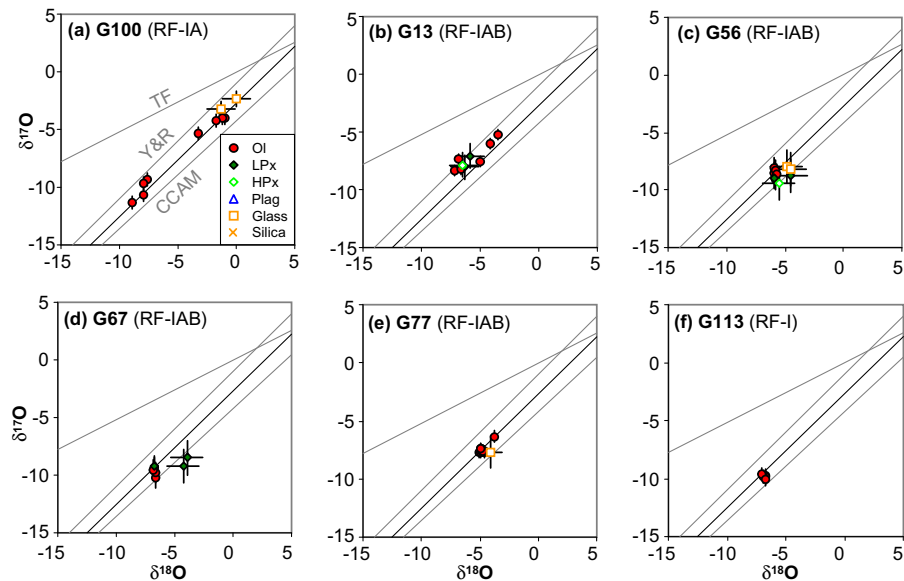 (a) G100 (RF-IA)
(b) G13 (RF-IAB)
(c) G56 (RF-IAB)
5
0
-5
-10
-15
δ¹⁷O
TF
Y&R
CCAM
Ol
LPx
HPx
Plag
Glass
Silica
-15 -10 -5 0 5
5
0
-5
-10
-15
-15 -10 -5 0 5
5
0
-5
-10
-15
-15 -10 -5 0 5
(d) G67 (RF-IAB)
(e) G77 (RF-IAB)
(f) G113 (RF-I)
5
0
-5
-10
-15
δ¹⁷O
-15 -10 -5 0 5
δ¹⁸O
5
0
-5
-10
-15
-15 -10 -5 0 5
δ¹⁸O
5
0
-5
-10
-15
-15 -10 -5 0 5
δ¹⁸O